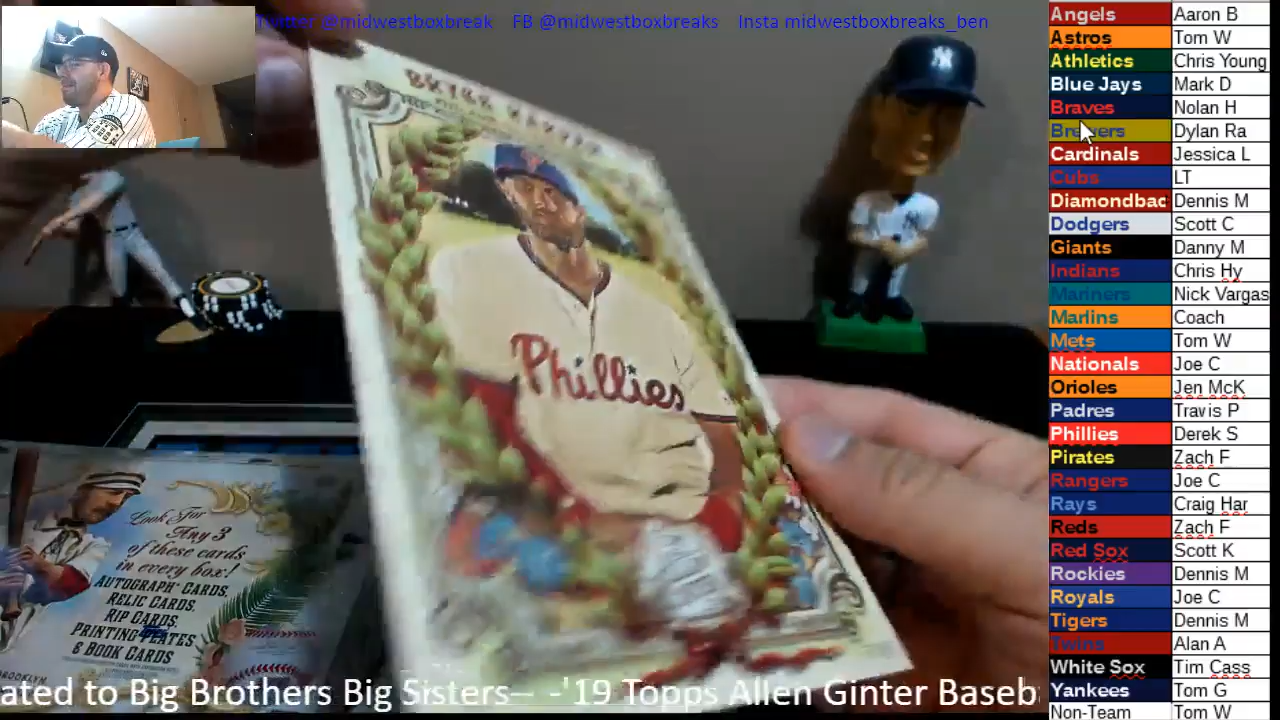 Twitter @midwestboxbreak FB @midwestboxbreaks Insta midwestboxbreaks_ben
BRYCE HARPER
Phillies
Look For
Any 3
of these cards
in every box!
AUTOGRAPH CARDS,
RELIC CARDS,
RIP CARDS,
PRINTING PLATES
& BOOK CARDS
BROOKLYN
ated to Big Brothers Big Sisters-- -'19 Topps Allen Ginter Baseb
Angels Aaron B
Astros Tom W
Athletics Chris Young
Blue Jays Mark D
Braves Nolan H
Brewers Dylan Ra
Cardinals Jessica L
Cubs LT
Diamondbac Dennis M
Dodgers Scott C
Giants Danny M
Indians Chris Hy
Mariners Nick Vargas
Marlins Coach
Mets Tom W
Nationals Joe C
Orioles Jen McK
Padres Travis P
Phillies Derek S
Pirates Zach F
Rangers Joe C
Rays Craig Har
Reds Zach F
Red Sox Scott K
Rockies Dennis M
Royals Joe C
Tigers Dennis M
Twins Alan A
White Sox Tim Cass
Yankees Tom G
Non-Team Tom W